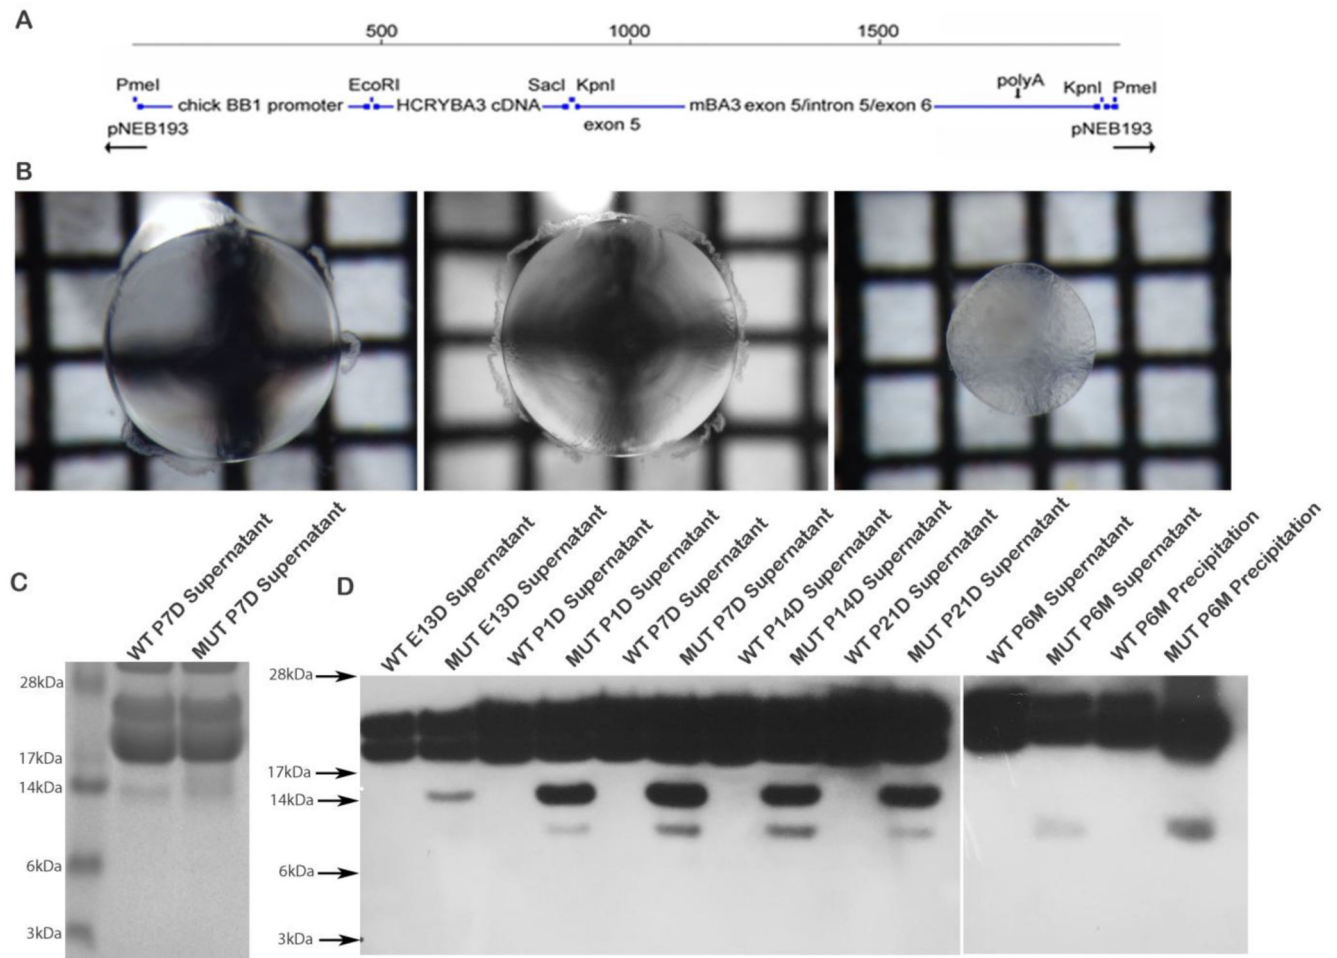 A
500 1000 1500
PmeI EcoRI SacI KpnI polyA KpnI PmeI
chick BB1 promoter HCRYBA3 cDNA mBA3 exon 5/intron 5/exon 6
exon 5
pNEB193 pNEB193
B
C
WT P7D Supernatant
MUT P7D Supernatant
28kDa
17kDa
14kDa
6kDa
3kDa
D
WT E13D Supernatant
MUT E13D Supernatant
WT P1D Supernatant
MUT P1D Supernatant
WT P7D Supernatant
MUT P7D Supernatant
WT P14D Supernatant
MUT P14D Supernatant
WT P21D Supernatant
MUT P21D Supernatant
WT P6M Supernatant
MUT P6M Supernatant
WT P6M Precipitation
MUT P6M Precipitation
28kDa
17kDa
14kDa
6kDa
3kDa